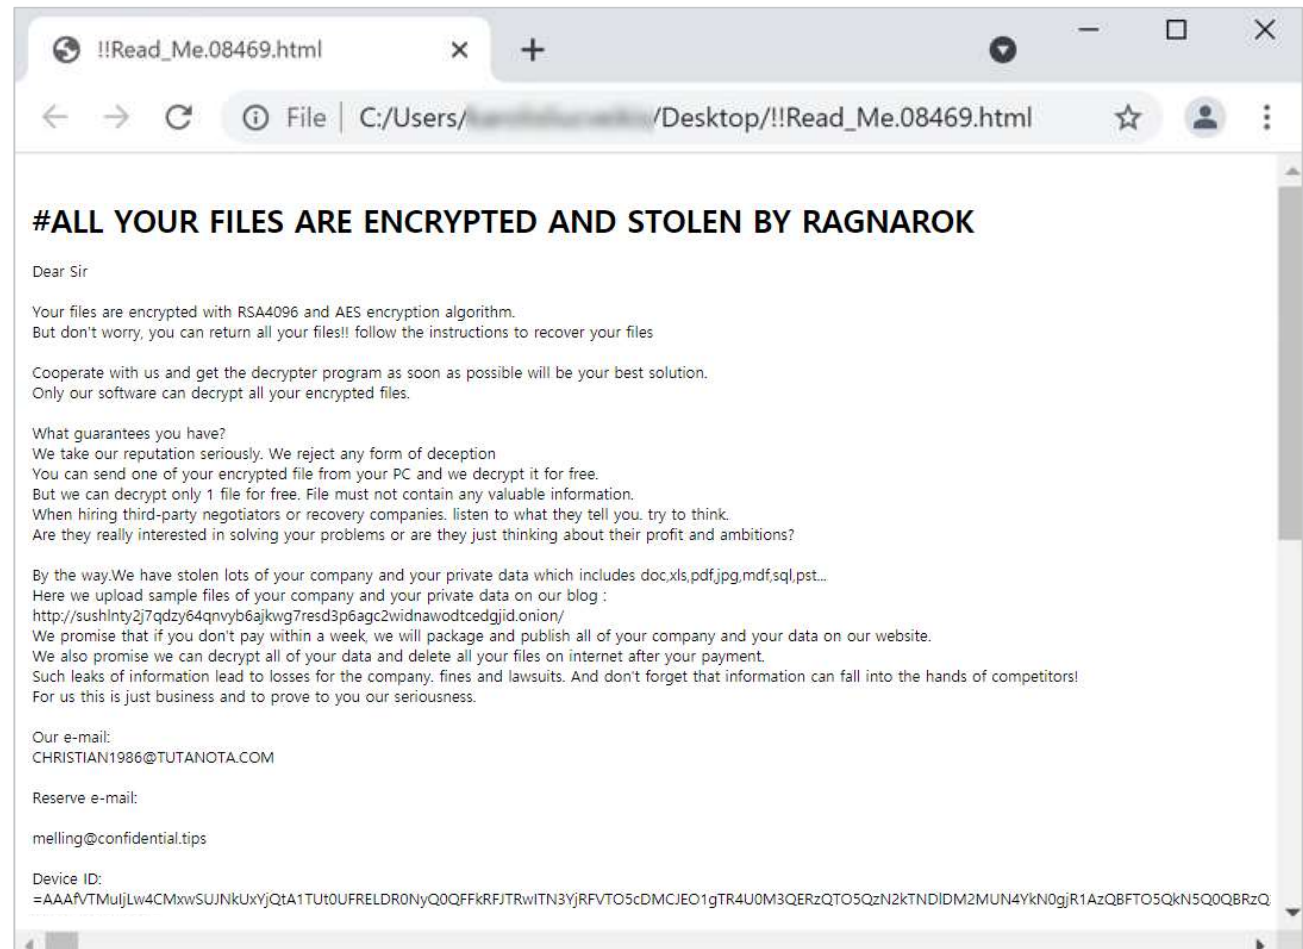 !!Read_Me.08469.html
File | C:/Users/ /Desktop/!!Read_Me.08469.html
#ALL YOUR FILES ARE ENCRYPTED AND STOLEN BY RAGNAROK
Dear Sir
Your files are encrypted with RSA4096 and AES encryption algorithm.
But don't worry, you can return all your files!! follow the instructions to recover your files
Cooperate with us and get the decrypter program as soon as possible will be your best solution.
Only our software can decrypt all your encrypted files.
What guarantees you have?
We take our reputation seriously. We reject any form of deception
You can send one of your encrypted file from your PC and we decrypt it for free.
But we can decrypt only 1 file for free. File must not contain any valuable information.
When hiring third-party negotiators or recovery companies. listen to what they tell you. try to think.
Are they really interested in solving your problems or are they just thinking about their profit and ambitions?
By the way.We have stolen lots of your company and your private data which includes doc,xls,pdf,jpg,mdf,sql,pst...
Here we upload sample files of your company and your private data on our blog :
http://sushlnty2j7qdzy64qnvyb6ajkwg7resd3p6agc2widnawodtcedgjid.onion/
We promise that if you don't pay within a week, we will package and publish all of your company and your data on our website.
We also promise we can decrypt all of your data and delete all your files on internet after your payment.
Such leaks of information lead to losses for the company. fines and lawsuits. And don't forget that information can fall into the hands of competitors!
For us this is just business and to prove to you our seriousness.
Our e-mail:
CHRISTIAN1986@TUTANOTA.COM
Reserve e-mail:
melling@confidential.tips
Device ID: